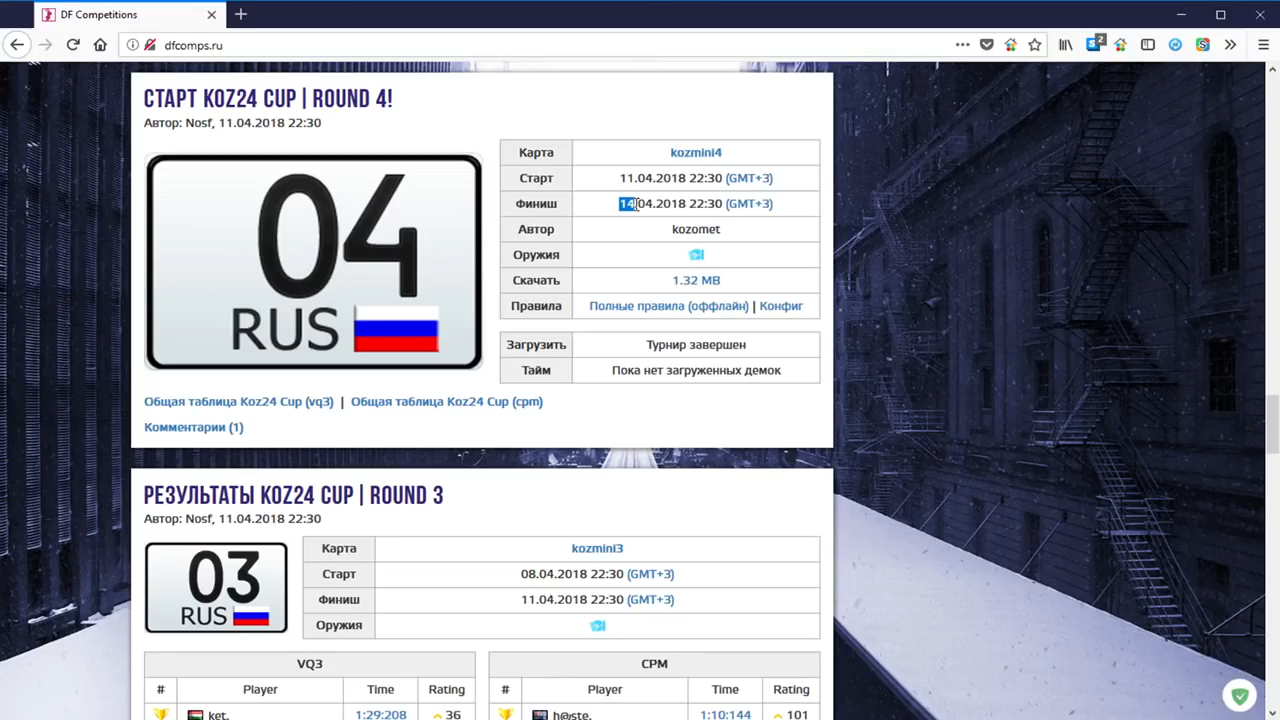 DF Competitions
dfcomps.ru
2
СТАРТ KOZ24 CUP | ROUND 4!
Автор: Nosf, 11.04.2018 22:30
04
RUS
Карта kozmini4
Старт 11.04.2018 22:30 (GMT+3)
Финиш 14.04.2018 22:30 (GMT+3)
Автор kozomet
Оружия
Скачать 1.32 MB
Правила Полные правила (оффлайн) | Конфиг
Загрузить Турнир завершен
Тайм Пока нет загруженных демок
Общая таблица Koz24 Cup (vq3) | Общая таблица Koz24 Cup (cpm)
Комментарии (1)
РЕЗУЛЬТАТЫ KOZ24 CUP | ROUND 3
Автор: Nosf, 11.04.2018 22:30
03
RUS
Карта kozmini3
Старт 08.04.2018 22:30 (GMT+3)
Финиш 11.04.2018 22:30 (GMT+3)
Оружия
VQ3 CPM
# Player Time Rating # Player Time Rating
ket. 1:29:208 36 h@ste. 1:10:144 101